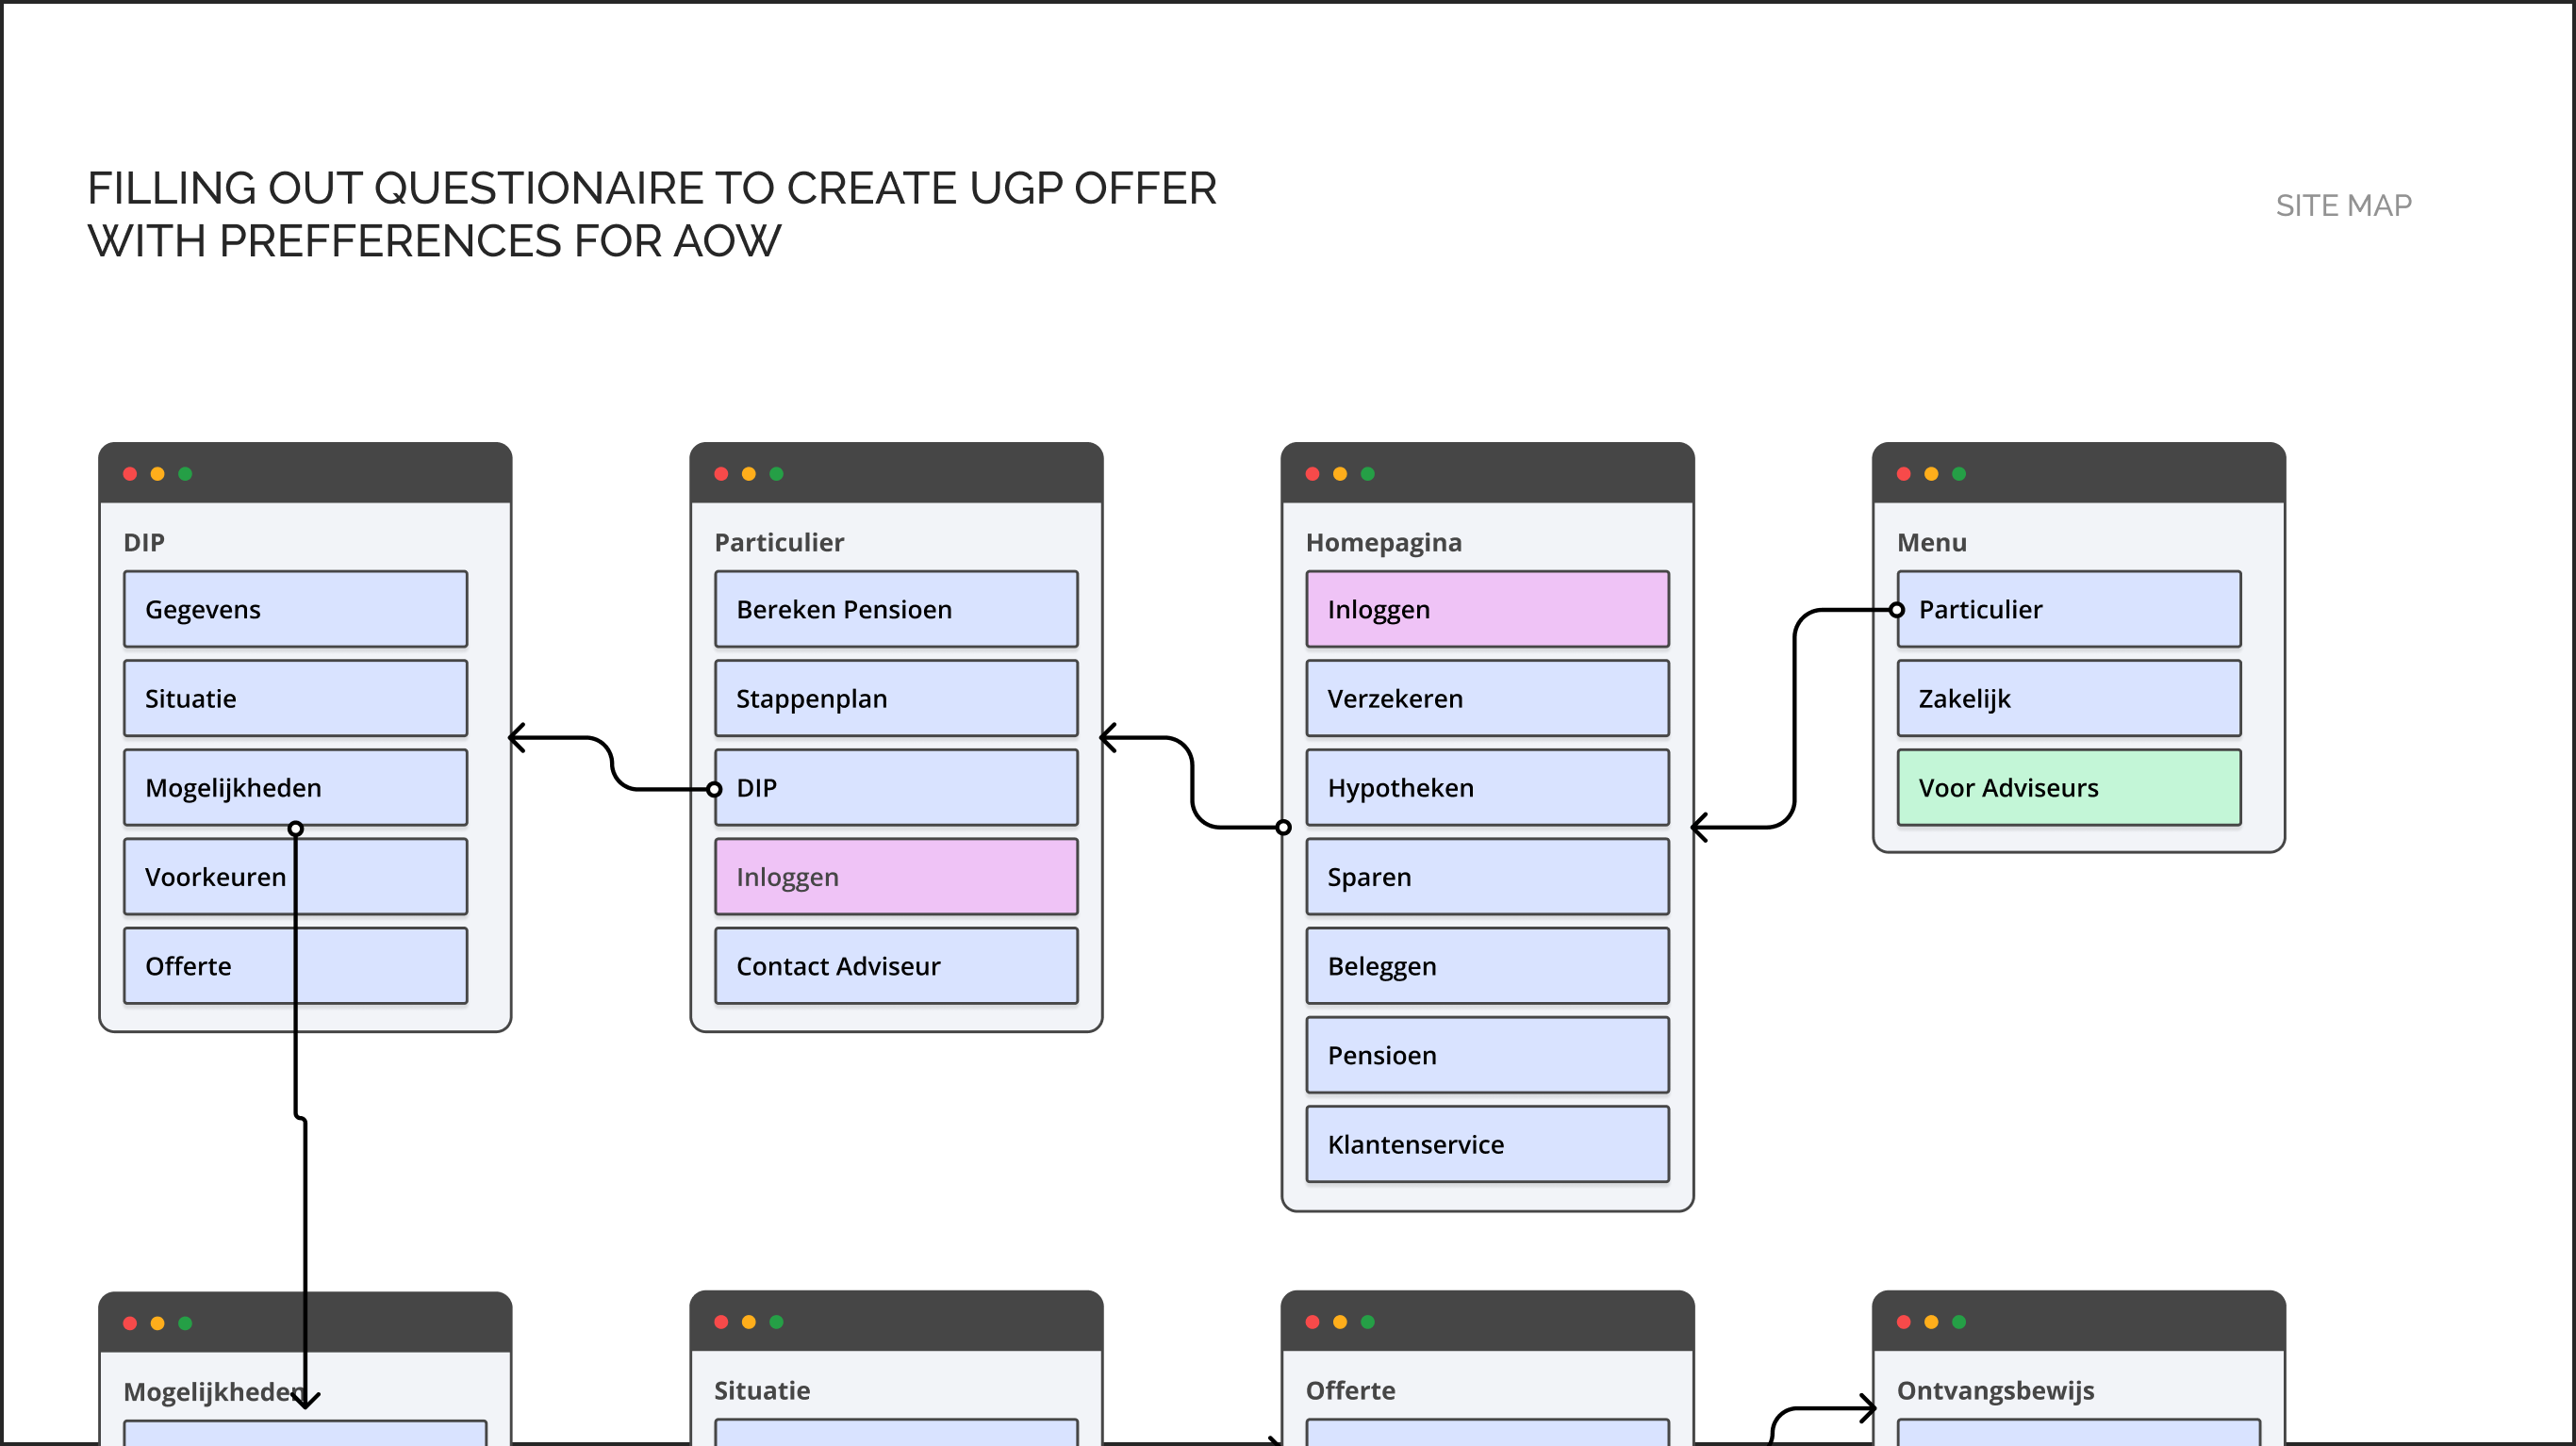 FILLING OUT QUESTIONAIRE TO CREATE UGP OFFER
WITH PREFFERENCES FOR AOW
SITE MAP
DIP
Gegevens
Situatie
Mogelijkheden
Voorkeuren
Offerte
Particulier
Bereken Pensioen
Stappenplan
DIP
Inloggen
Contact Adviseur
Homepagina
Inloggen
Verzekeren
Hypotheken
Sparen
Beleggen
Pensioen
Klantenservice
Menu
Particulier
Zakelijk
Voor Adviseurs
Mogelijkheden
Situatie
Offerte
Ontvangsbewijs